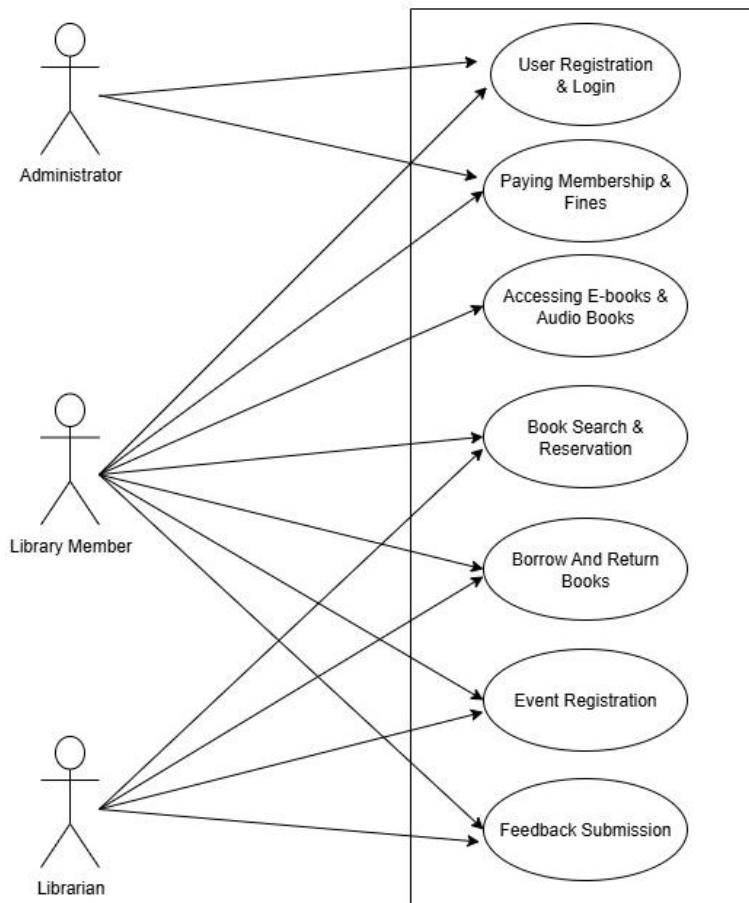 User Registration
& Login
Administrator
Paying Membership &
Fines
Accessing E-books &
Audio Books
Book Search &
Reservation
Library Member
Borrow And Return
Books
Event Registration
Feedback Submission
Librarian